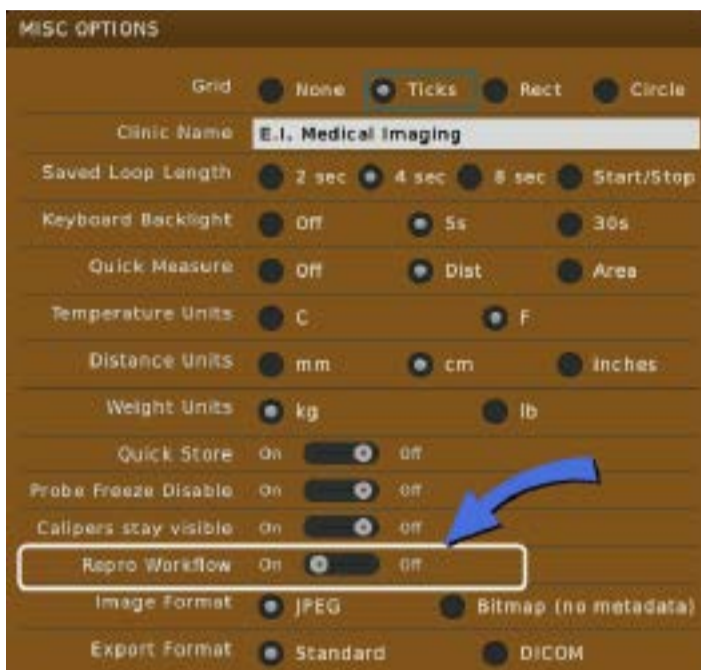 MISC OPTIONS
Grid None Ticks Rect Circle
Clinic Name E.I. Medical Imaging
Saved Loop Length 2 sec 4 sec 8 sec Start/Stop
Keyboard Backlight Off 5s 30s
Quick Measure Off Dist Area
Temperature Units C F
Distance Units mm cm inches
Weight Units kg lb
Quick Store On Off
Probe Freeze Disable On Off
Calipers stay visible On Off
Repro Workflow On Off
Image Format JPEG Bitmap (no metadata)
Export Format Standard DICOM